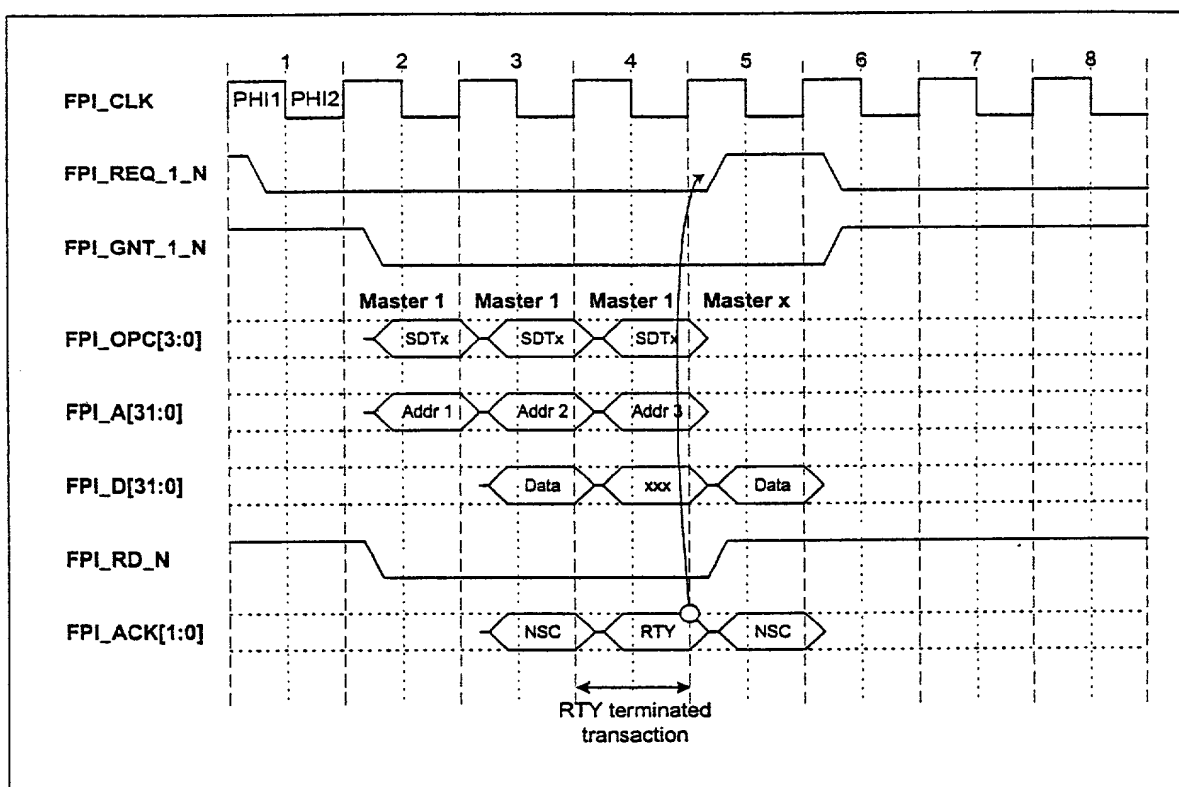 1 2 3 4 5 6 7 8
FPI_CLK PHI1 PHI2
FPI_REQ_1_N
FPI_GNT_1_N
Master 1 Master 1 Master 1 Master x
FPI_OPC[3:0] SDTx SDTx SDTx
FPI_A[31:0] Addr 1 Addr 2 Addr 3
FPI_D[31:0] Data xxx Data
FPI_RD_N
FPI_ACK[1:0] NSC RTY NSC
RTY terminated
transaction